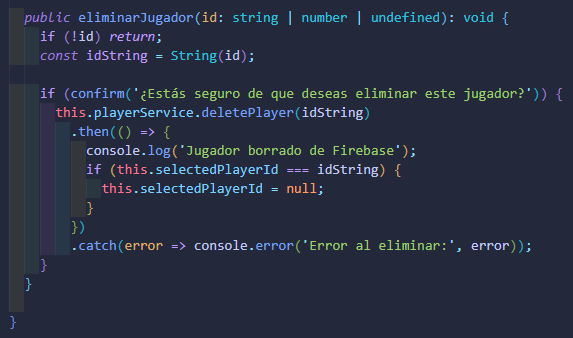 public eliminarJugador(id: string | number | undefined): void {
if (!id) return;
const idString = String(id);
if (confirm('¿Estás seguro de que deseas eliminar este jugador?')) {
this.playerService.deletePlayer(idString)
.then(() => {
console.log('Jugador borrado de Firebase');
if (this.selectedPlayerId === idString) {
this.selectedPlayerId = null;
}
})
.catch(error => console.error('Error al eliminar:', error));
}
}
}